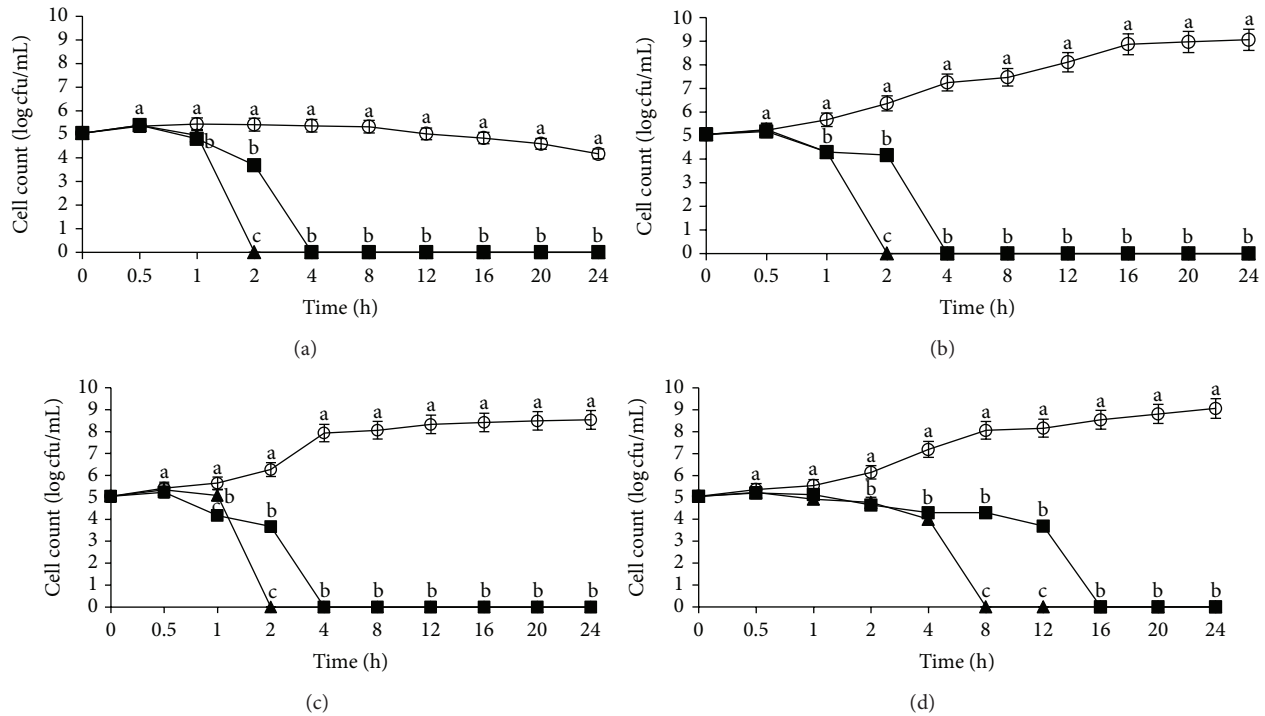 10
9
8
7
6
5
4
3
2
1
0
Cell count (log cfu/mL)
a a a a a a a a a
b b
c b b b b b b
0 0.5 1 2 4 8 12 16 20 24
Time (h)
(a)
10
9
8
7
6
5
4
3
2
1
0
Cell count (log cfu/mL)
a a a a a a a a a
b b
c b b b b b b
0 0.5 1 2 4 8 12 16 20 24
Time (h)
(b)
10
9
8
7
6
5
4
3
2
1
0
Cell count (log cfu/mL)
a a a a a a a a a
b b
c b b b b b b
0 0.5 1 2 4 8 12 16 20 24
Time (h)
(c)
10
9
8
7
6
5
4
3
2
1
0
Cell count (log cfu/mL)
a a a a a a a a a
b b b b
c c b b b
0 0.5 1 2 4 8 12 16 20 24
Time (h)
(d)